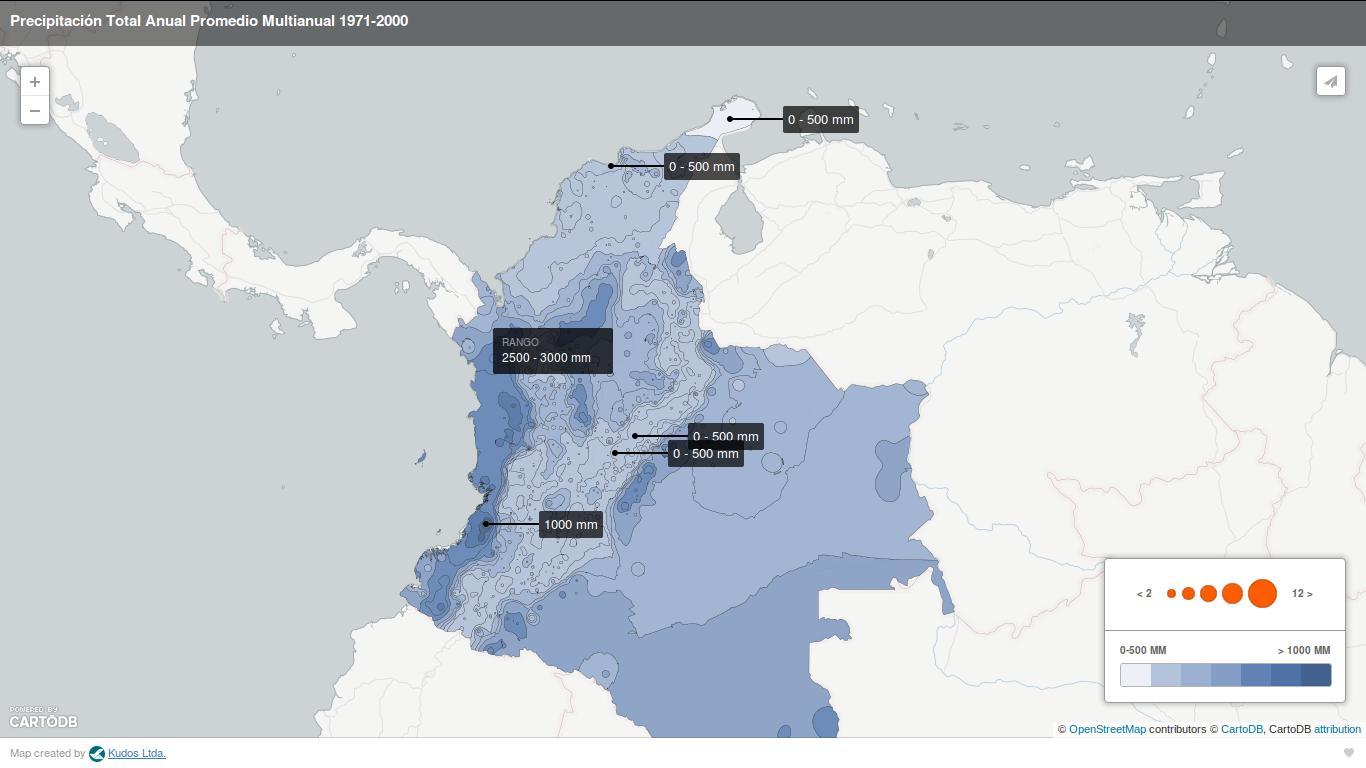 Precipitación Total Anual Promedio Multianual 1971-2000
+
−
0 - 500 mm
0 - 500 mm
RANGO
2500 - 3000 mm
0 - 500 mm
0 - 500 mm
1000 mm
< 2 12 >
0-500 MM > 1000 MM
POWERED BY
CARTODB
© OpenStreetMap contributors © CartoDB, CartoDB attribution
Map created by Kudos Ltda.